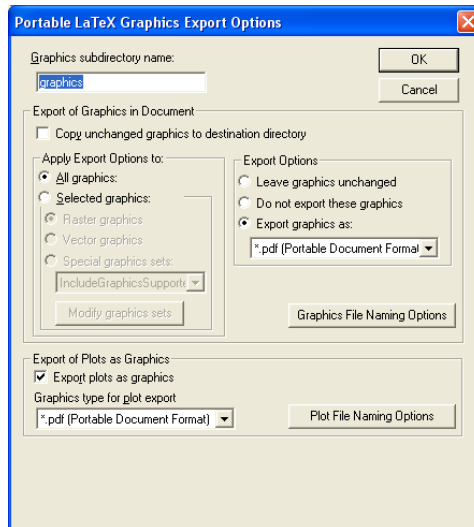 Portable LaTeX Graphics Export Options
Graphics subdirectory name:
graphics
OK
Cancel
Export of Graphics in Document
Copy unchanged graphics to destination directory
Apply Export Options to:
All graphics:
Selected graphics:
Raster graphics
Vector graphics
Special graphics sets:
IncludeGraphicsSupporte
Modify graphics sets
Export Options
Leave graphics unchanged
Do not export these graphics
Export graphics as:
*.pdf (Portable Document Format
Graphics File Naming Options
Export of Plots as Graphics
Export plots as graphics
Graphics type for plot export
*.pdf (Portable Document Format)
Plot File Naming Options